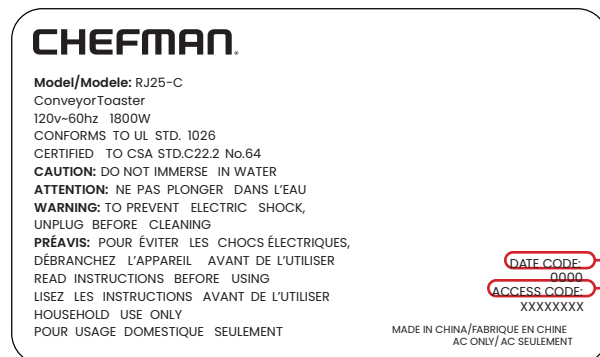 CHEFMAN.
Model/Modele: RJ25-C
ConveyorToaster
120v~60hz 1800W
CONFORMS TO UL STD. 1026
CERTIFIED TO CSA STD.C22.2 No.64
CAUTION: DO NOT IMMERSE IN WATER
ATTENTION: NE PAS PLONGER DANS L'EAU
WARNING: TO PREVENT ELECTRIC SHOCK,
UNPLUG BEFORE CLEANING
PRÉAVIS: POUR ÉVITER LES CHOCS ÉLECTRIQUES,
DÉBRANCHEZ L'APPAREIL AVANT DE L'UTILISER
READ INSTRUCTIONS BEFORE USING
LISEZ LES INSTRUCTIONS AVANT DE L'UTILISER
HOUSEHOLD USE ONLY
POUR USAGE DOMESTIQUE SEULEMENT
DATE CODE:
0000
ACCESS CODE:
XXXXXXXX
MADE IN CHINA/FABRIQUE EN CHINE
AC ONLY/ AC SEULEMENT